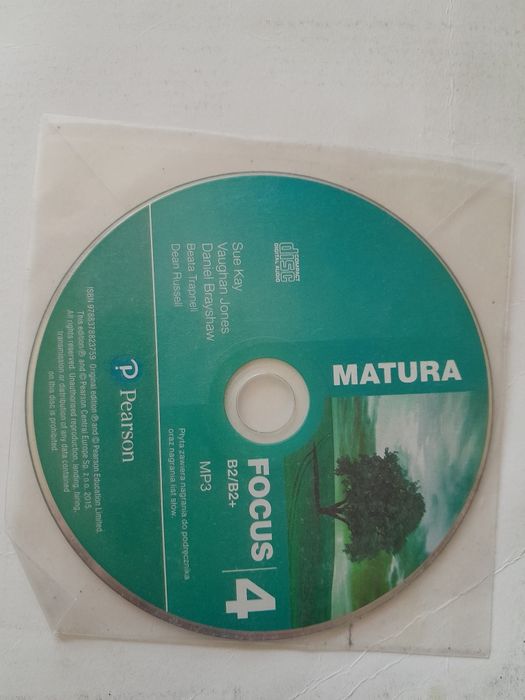 MATURA
FOCUS 4
B2/B2+
MP3
Płyta zawiera nagrania do podręcznika
oraz nagrania list słów.
COMPACT
disc
DIGITAL AUDIO
Sue Kay
Vaughan Jones
Daniel Brayshaw
Beata Trapnell
Dean Russell
Pearson
ISBN 9788378823759 Original edition ℗ and © Pearson Education Limited.
This edition ℗ and © Pearson Central Europe Sp. z o.o. 2015.
All rights reserved unauthorised reproduction, lending, hiring,
transmission or distribution of any data contained
on this disc is prohibited.